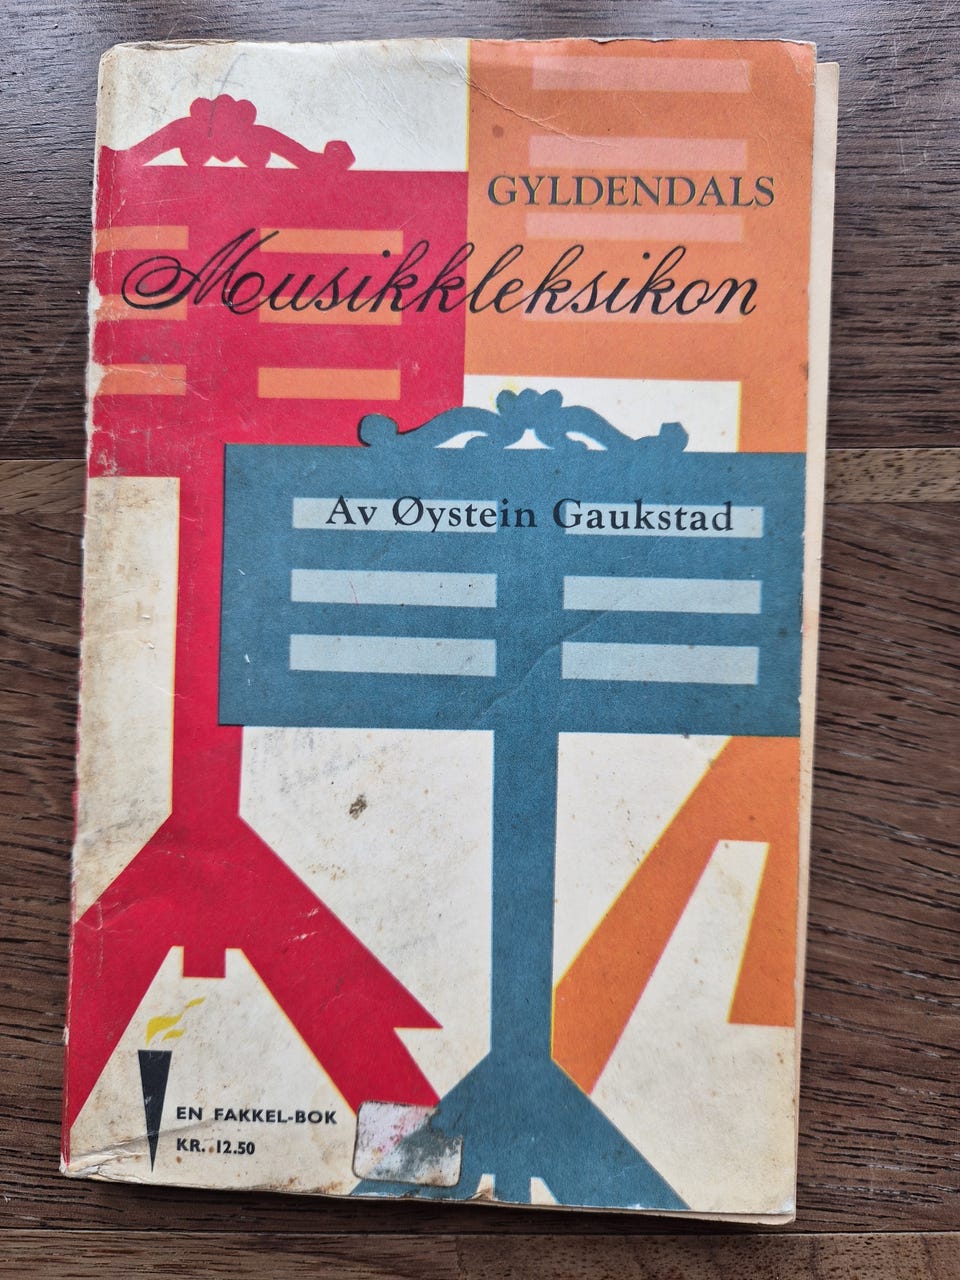 GYLDENDALS
Musikkleksikon
Av Øystein Gaukstad
EN FAKKEL-BOK
KR. 12.50